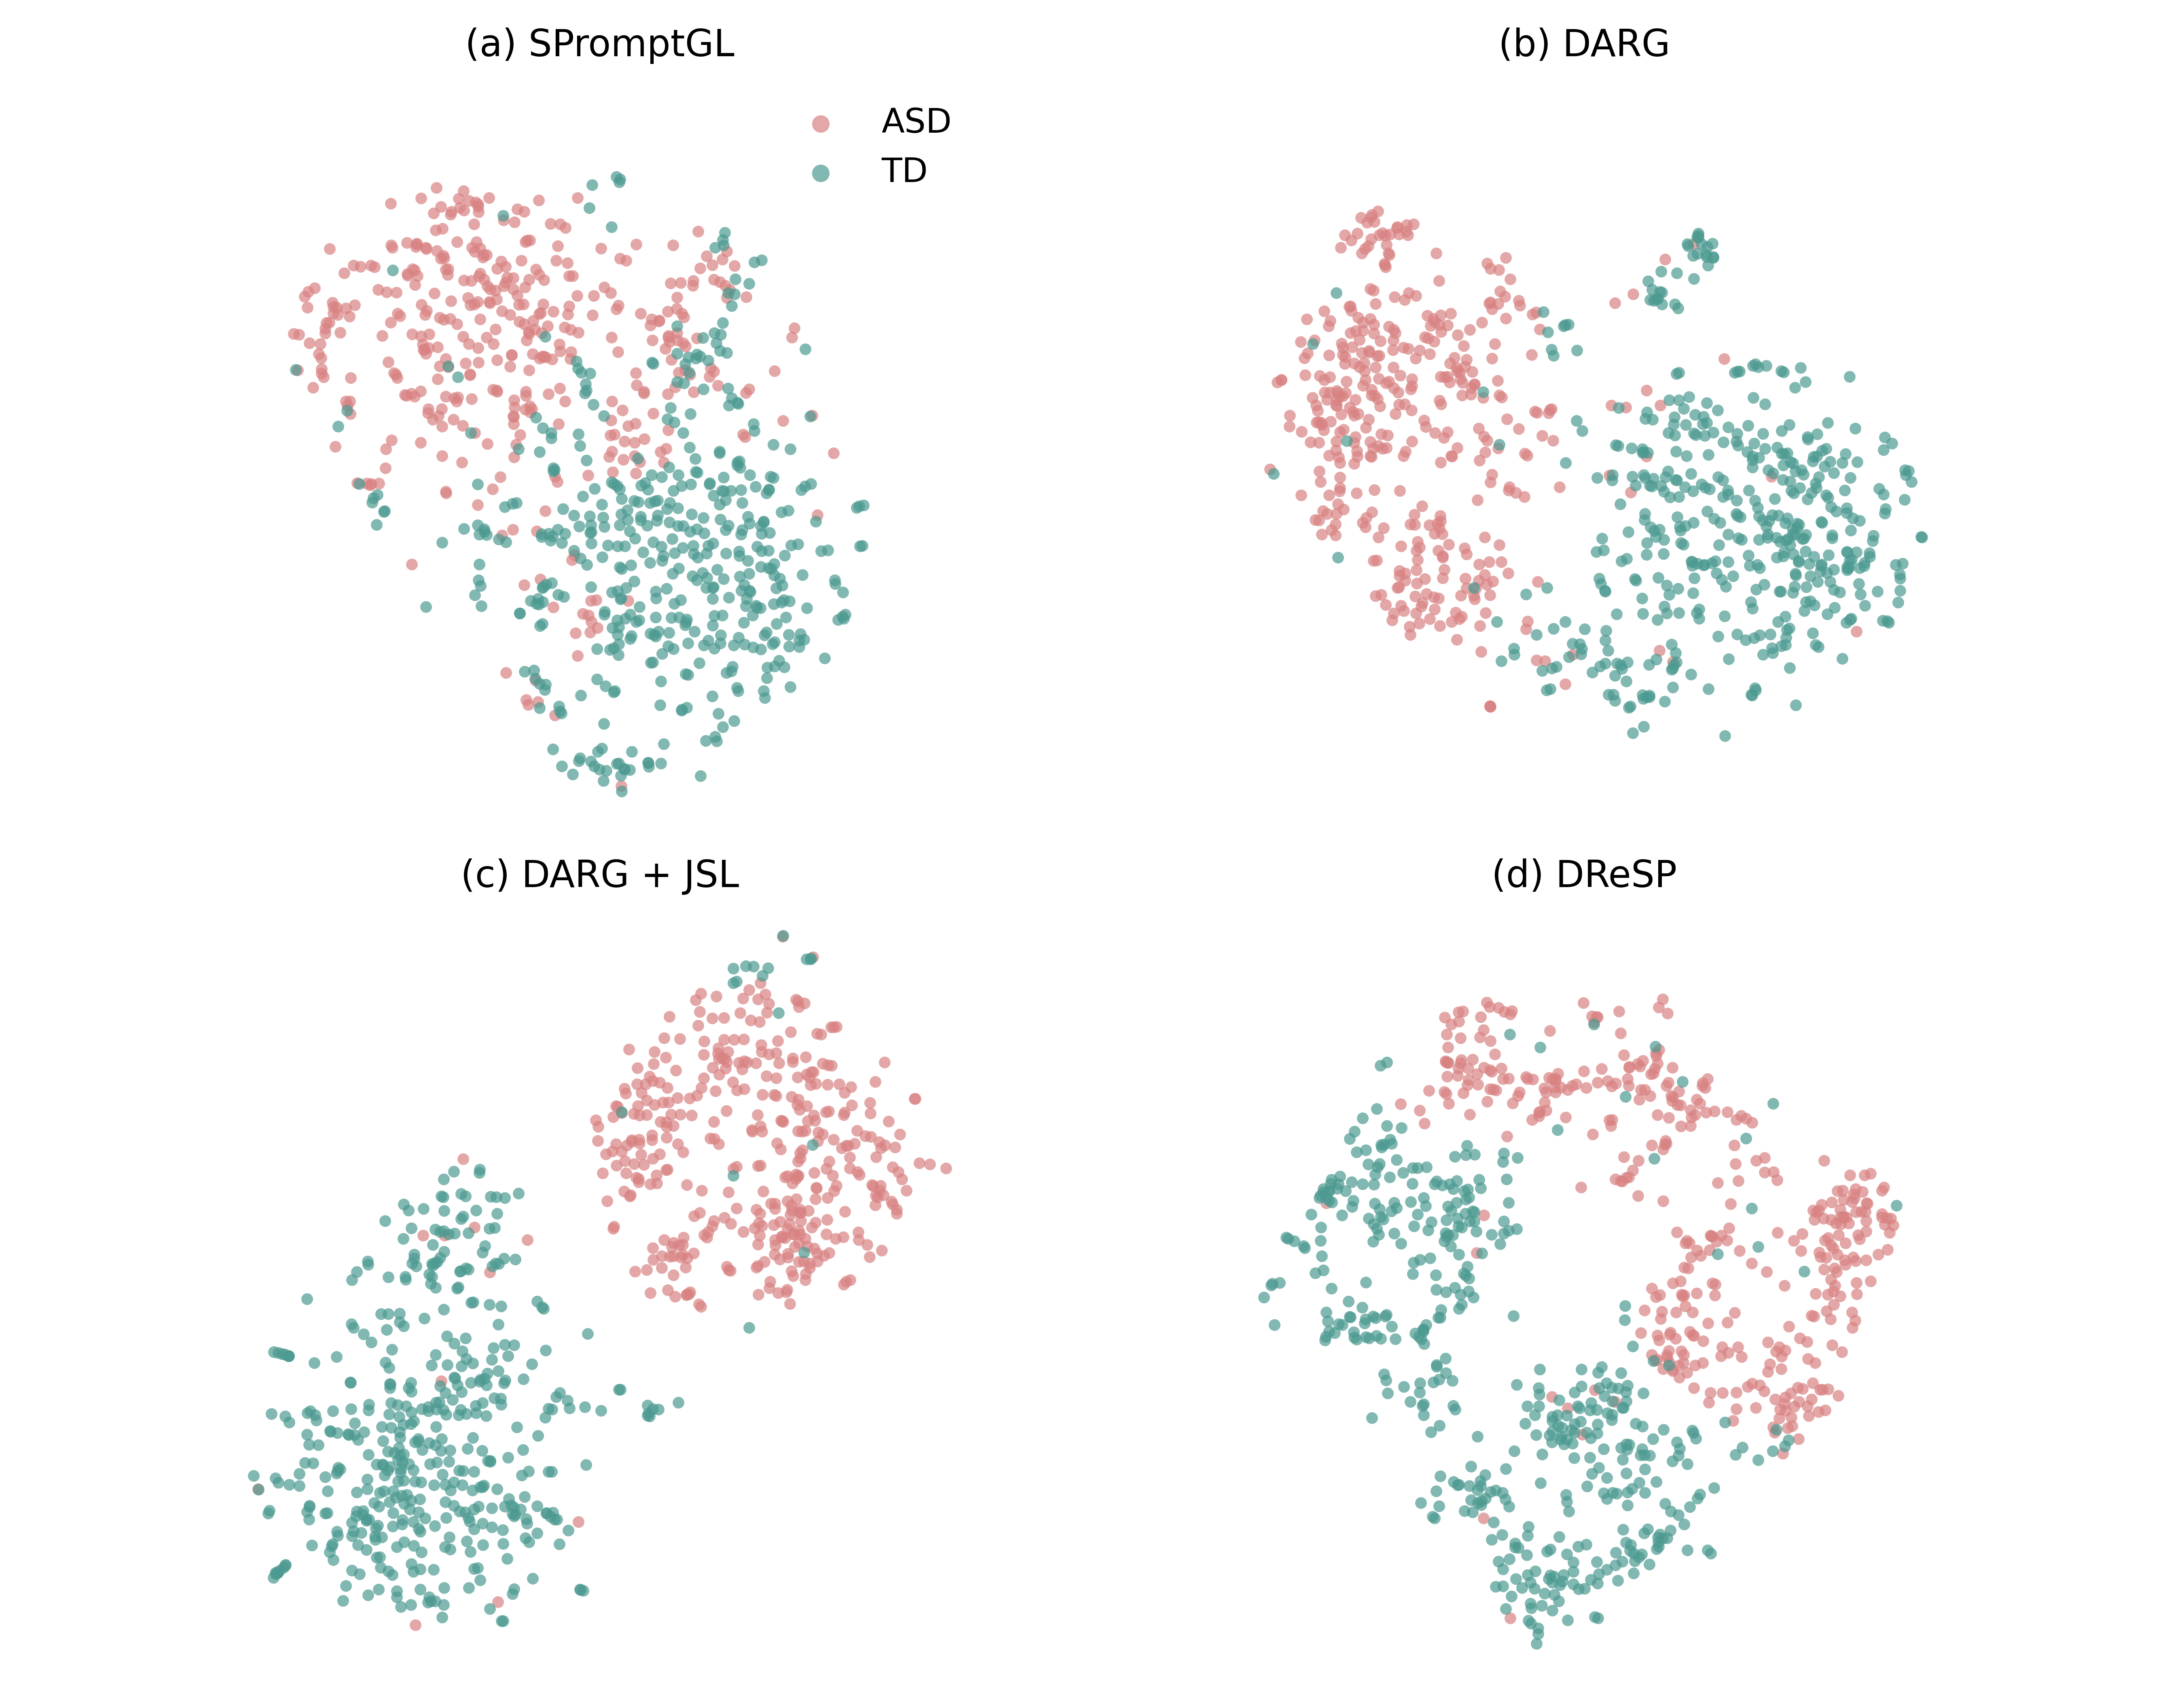 (a) SPromptGL
(b) DARG
ASD
TD
(c) DARG + JSL
(d) DReSP